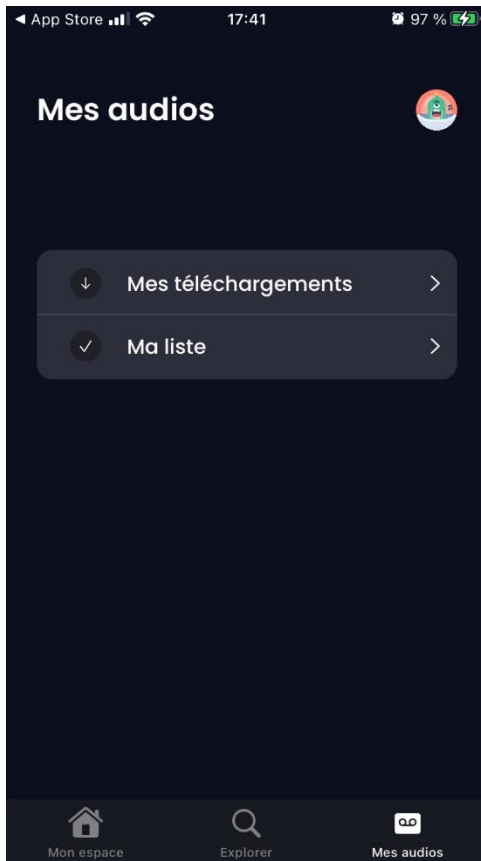 App Store 17:41 97 %
Mes audios
Mes téléchargements
Ma liste
Mon espace Explorer Mes audios